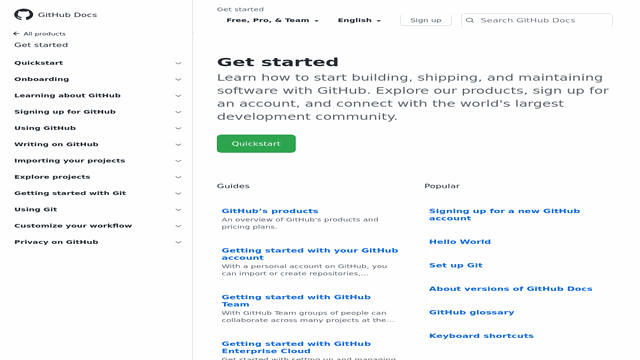 GitHub Docs
All products
Get started
Quickstart
Onboarding
Learning about GitHub
Signing up for GitHub
Using GitHub
Writing on GitHub
Importing your projects
Explore projects
Getting started with Git
Using Git
Customize your workflow
Privacy on GitHub
Get started
Free, Pro, & Team
English
Sign up
Search GitHub Docs
Get started
Learn how to start building, shipping, and maintaining
software with GitHub. Explore our products, sign up for
an account, and connect with the world's largest
development community.
Quickstart
Guides
GitHub's products
An overview of GitHub's products and
pricing plans.
Getting started with your GitHub
account
With a personal account on GitHub, you
can import or create repositories,...
Getting started with GitHub
Team
With GitHub Team groups of people can
collaborate across many projects at the...
Getting started with GitHub
Enterprise Cloud
Get started with setting up and managing
Popular
Signing up for a new GitHub
account
Hello World
Set up Git
About versions of GitHub Docs
GitHub glossary
Keyboard shortcuts